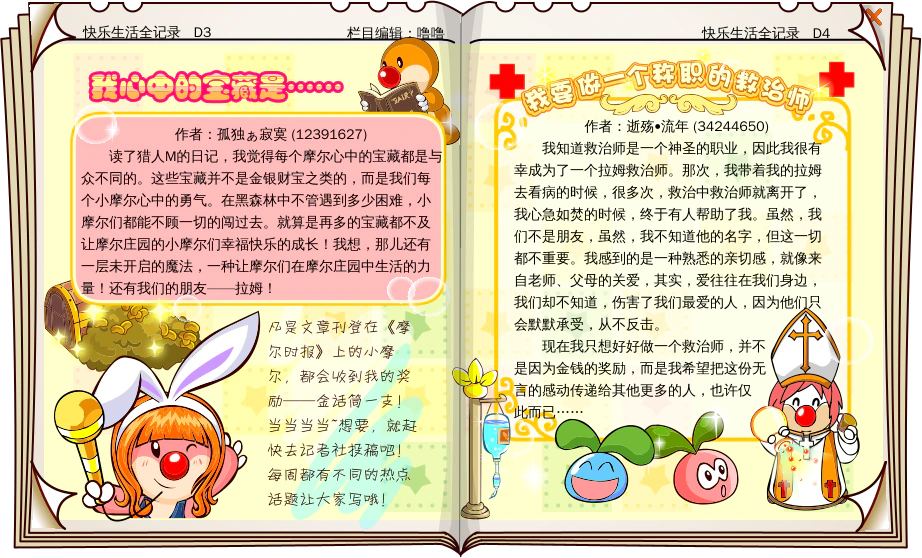 快乐生活全记录 D3
栏目编辑：噜噜
我心中的宝藏是……
FAIRY
作者：孤独ぁ寂寞 (12391627)
读了猎人M的日记，我觉得每个摩尔心中的宝藏都是与
众不同的。这些宝藏并不是金银财宝之类的，而是我们每
个小摩尔心中的勇气。在黑森林中不管遇到多少困难，小
摩尔们都能不顾一切的闯过去。就算是再多的宝藏都不及
让摩尔庄园的小摩尔们幸福快乐的成长！我想，那儿还有
一层未开启的魔法，一种让摩尔们在摩尔庄园中生活的力
量！还有我们的朋友——拉姆！
凡是文章刊登在《摩
尔时报》上的小摩
尔，都会收到我的奖
励——金话筒一支！
当当当当~想要，就赶
快去记者社投稿吧！
每周都有不同的热点
话题让大家写哦！
快乐生活全记录 D4
我要做一个称职的救治师
作者：逝殇•流年 (34244650)
我知道救治师是一个神圣的职业，因此我很有
幸成为了一个拉姆救治师。那次，我带着我的拉姆
去看病的时候，很多次，救治中救治师就离开了，
我心急如焚的时候，终于有人帮助了我。虽然，我
们不是朋友，虽然，我不知道他的名字，但这一切
都不重要。我感到的是一种熟悉的亲切感，就像来
自老师、父母的关爱，其实，爱往往在我们身边，
我们却不知道，伤害了我们最爱的人，因为他们只
会默默承受，从不反击。
现在我只想好好做一个救治师，并不
是因为金钱的奖励，而是我希望把这份无
言的感动传递给其他更多的人，也许仅
此而已……